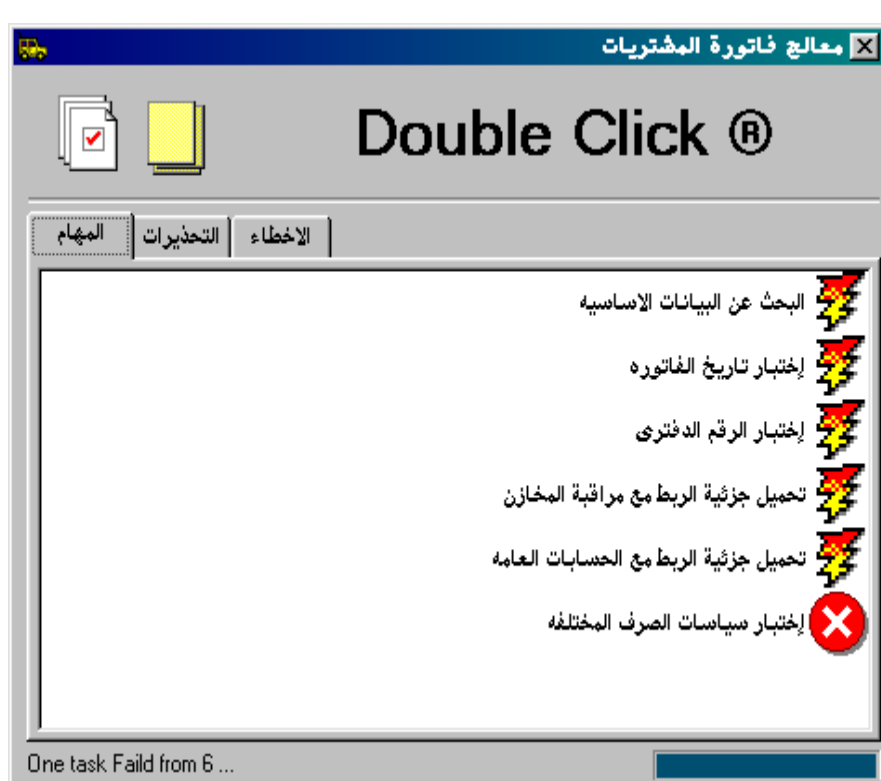 معالج فاتورة المشتريات
Double Click ®
المهام
التحذيرات
الاخطاء
البحث عن البيانات الاساسيه
إختبار تاريخ الفاتوره
إختبار الرقم الدفترى
تحميل جزئية الربط مع مراقبة المخازن
تحميل جزئية الربط مع الحسابات العامه
إختبار سياسات الصرف المختلفه
One task Faild from 6 ...